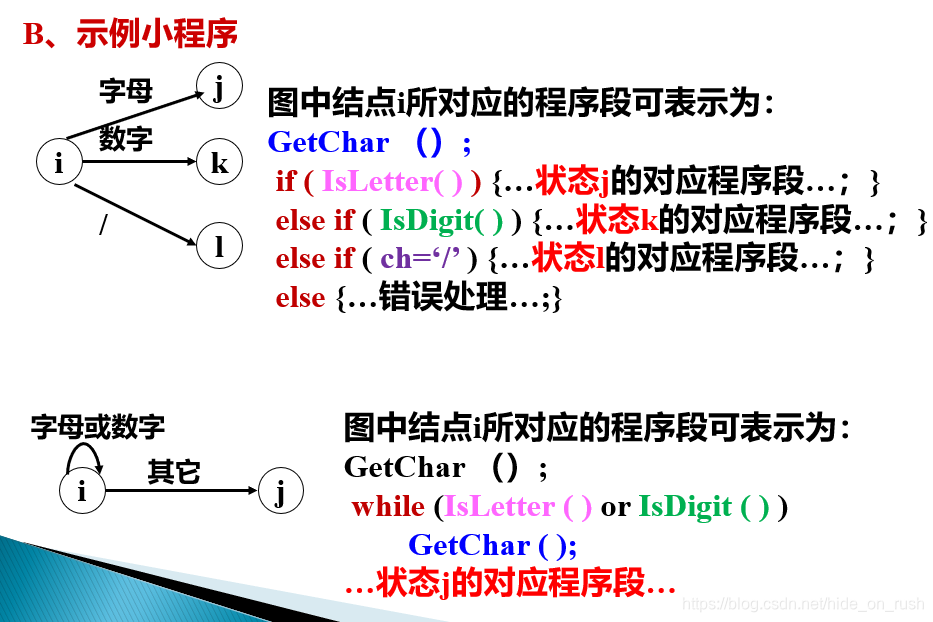 B、示例小程序
字母
j
图中结点i所对应的程序段可表示为：
数字
GetChar （）;
i
k
if ( IsLetter( ) ) {…状态j的对应程序段…；}
/
else if ( IsDigit( ) ) {…状态k的对应程序段…；}
l
else if ( ch=‘/’ ) {…状态l的对应程序段…；}
else {…错误处理…;}
字母或数字
图中结点i所对应的程序段可表示为：
其它
GetChar （）;
i
j
while (IsLetter ( ) or IsDigit ( ) )
GetChar ( );
…状态j的对应程序段…
https://blog.csdn.net/hide_on_rush